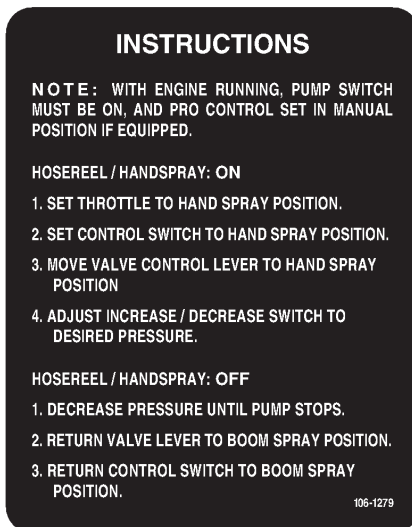 INSTRUCTIONS
NOTE: WITH ENGINE RUNNING, PUMP SWITCH
MUST BE ON, AND PRO CONTROL SET IN MANUAL
POSITION IF EQUIPPED.
HOSEREEL / HANDSPRAY: ON
1. SET THROTTLE TO HAND SPRAY POSITION.
2. SET CONTROL SWITCH TO HAND SPRAY POSITION.
3. MOVE VALVE CONTROL LEVER TO HAND SPRAY
POSITION
4. ADJUST INCREASE / DECREASE SWITCH TO
DESIRED PRESSURE.
HOSEREEL / HANDSPRAY: OFF
1. DECREASE PRESSURE UNTIL PUMP STOPS.
2. RETURN VALVE LEVER TO BOOM SPRAY POSITION.
3. RETURN CONTROL SWITCH TO BOOM SPRAY
POSITION.
106-1279